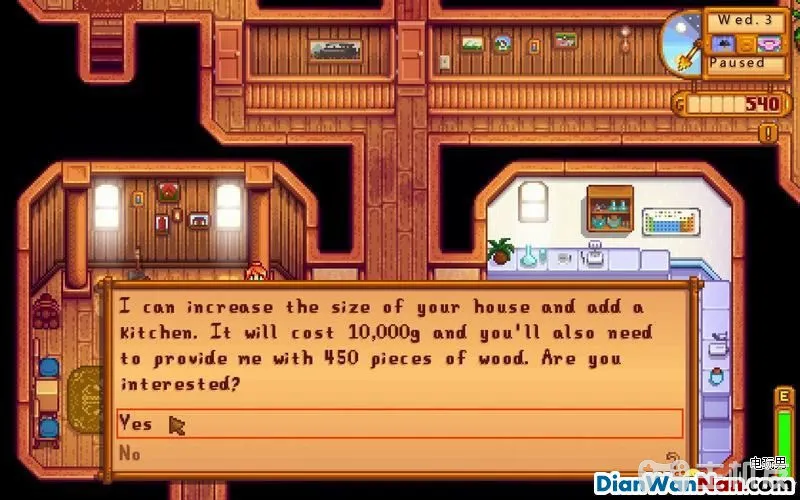 Wed. 3
Paused
G 540
I can increase the size of your house and add a
kitchen. It will cost 10,000g and you'll also need
to provide me with 450 pieces of wood. Are you
interested?
Yes
No
E
电玩男
DianWanNan.com